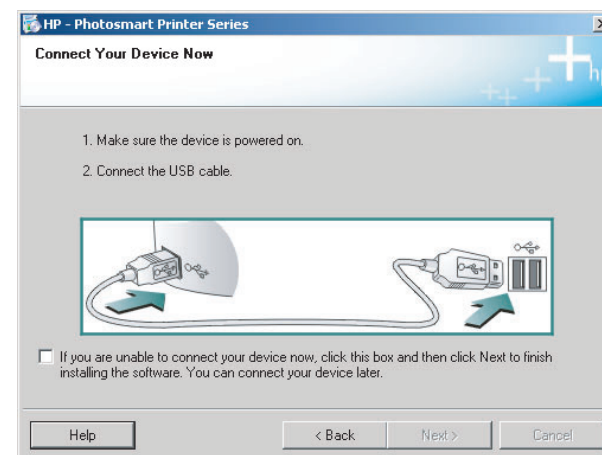 HP - Photosmart Printer Series
Connect Your Device Now
hp
1. Make sure the device is powered on.
2. Connect the USB cable.
If you are unable to connect your device now, click this box and then click Next to finish
installing the software. You can connect your device later.
Help
< Back
Next >
Cancel